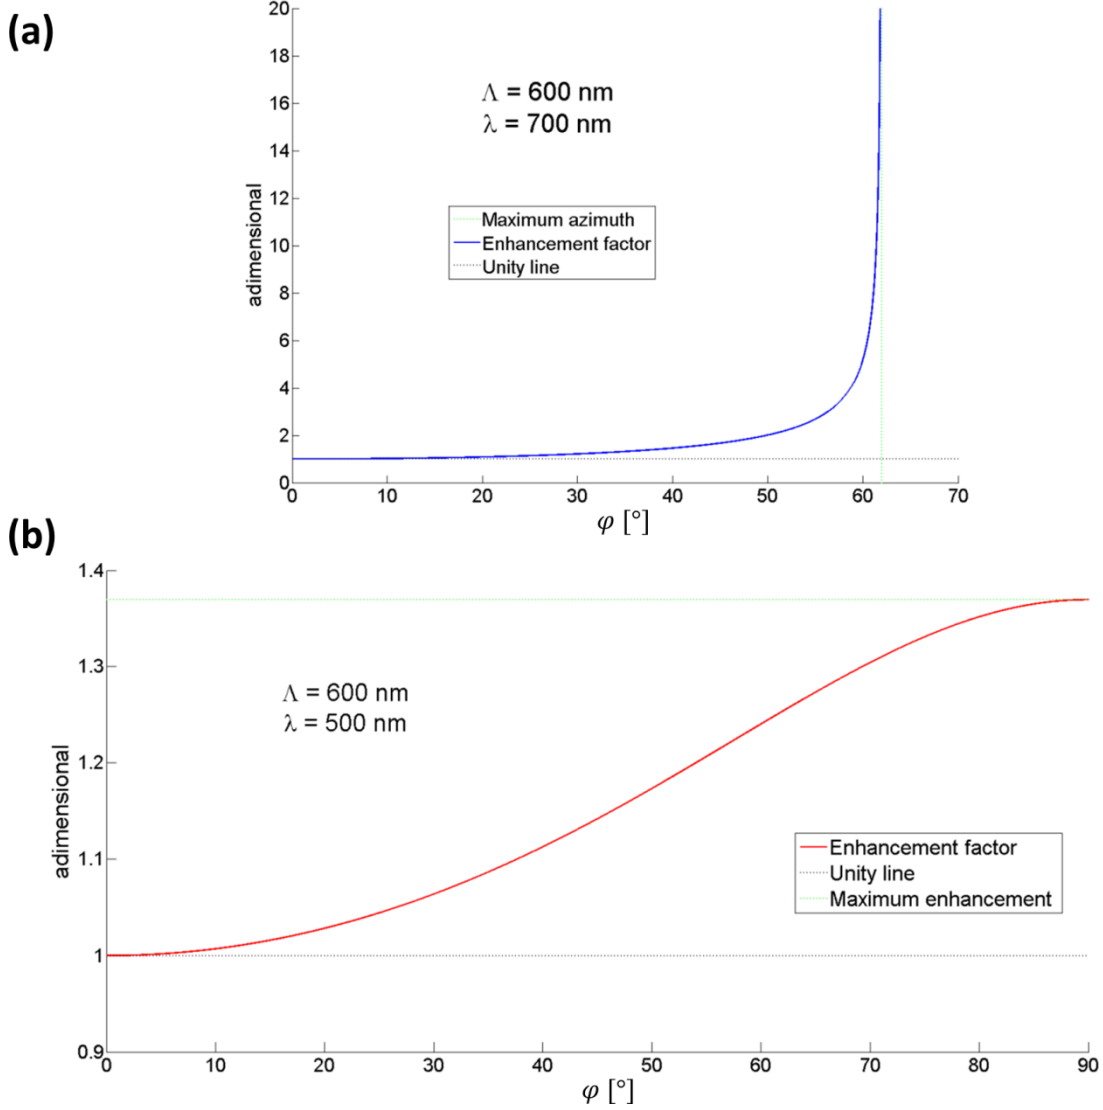 (a)
20
18
16
14
12
10
8
6
4
2
0
adimensional
Λ = 600 nm
λ = 700 nm
Maximum azimuth
Enhancement factor
Unity line
0 10 20 30 40 50 60 70
φ [°]
(b)
1.4
1.3
1.2
1.1
1
0.9
adimensional
Λ = 600 nm
λ = 500 nm
Enhancement factor
Unity line
Maximum enhancement
0 10 20 30 40 50 60 70 80 90
φ [°]